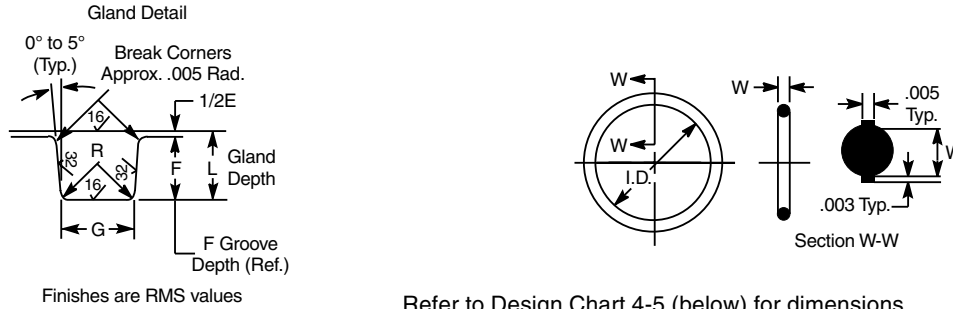 Gland Detail
0° to 5°
(Typ.)
Break Corners
Approx. .005 Rad.
1/2E
16
R
32
32
16
F
L
Gland
Depth
G
F Groove
Depth (Ref.)
Finishes are RMS values
W
W
I.D.
W
.005
Typ.
W
.003 Typ.
Section W-W
Refer to Design Chart 4-5 (below) for dimensions